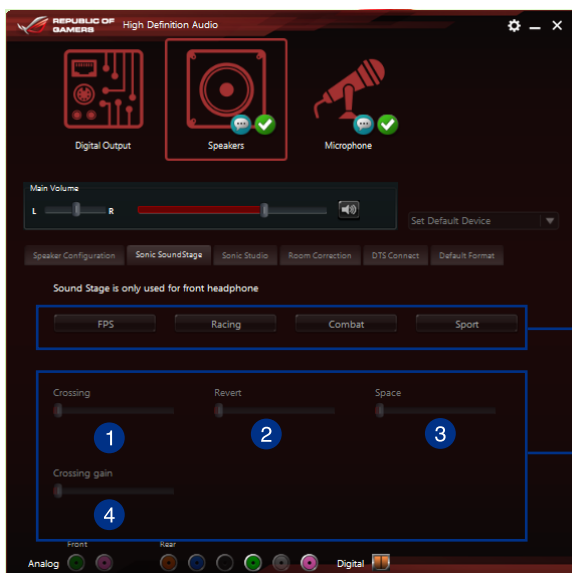 REPUBLIC OF
GAMERS
High Definition Audio
Digital Output
Speakers
Microphone
Main Volume
L
R
Set Default Device
Speaker Configuration
Sonic SoundStage
Sonic Studio
Room Correction
DTS Connect
Default Format
Sound Stage is only used for front headphone
FPS
Racing
Combat
Sport
Crossing
Revert
Space
1
2
3
Crossing gain
4
Front
Rear
Analog
Digital